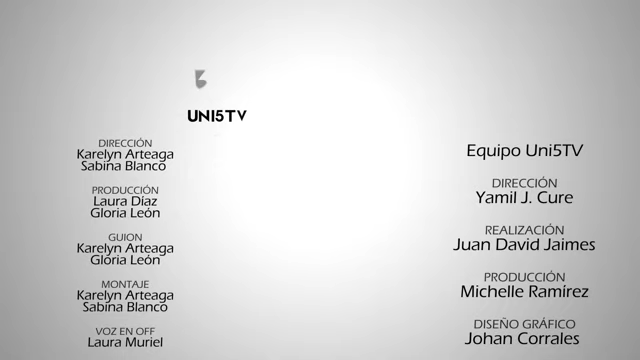 UNI5TV
DIRECCIÓN
Karelyn Arteaga
Sabina Blanco
PRODUCCIÓN
Laura Díaz
Gloria León
GUION
Karelyn Arteaga
Gloria León
MONTAJE
Karelyn Arteaga
Sabina Blanco
VOZ EN OFF
Laura Muriel
Equipo Uni5TV
DIRECCIÓN
Yamil J. Cure
REALIZACIÓN
Juan David Jaimes
PRODUCCIÓN
Michelle Ramírez
DISEÑO GRÁFICO
Johan Corrales